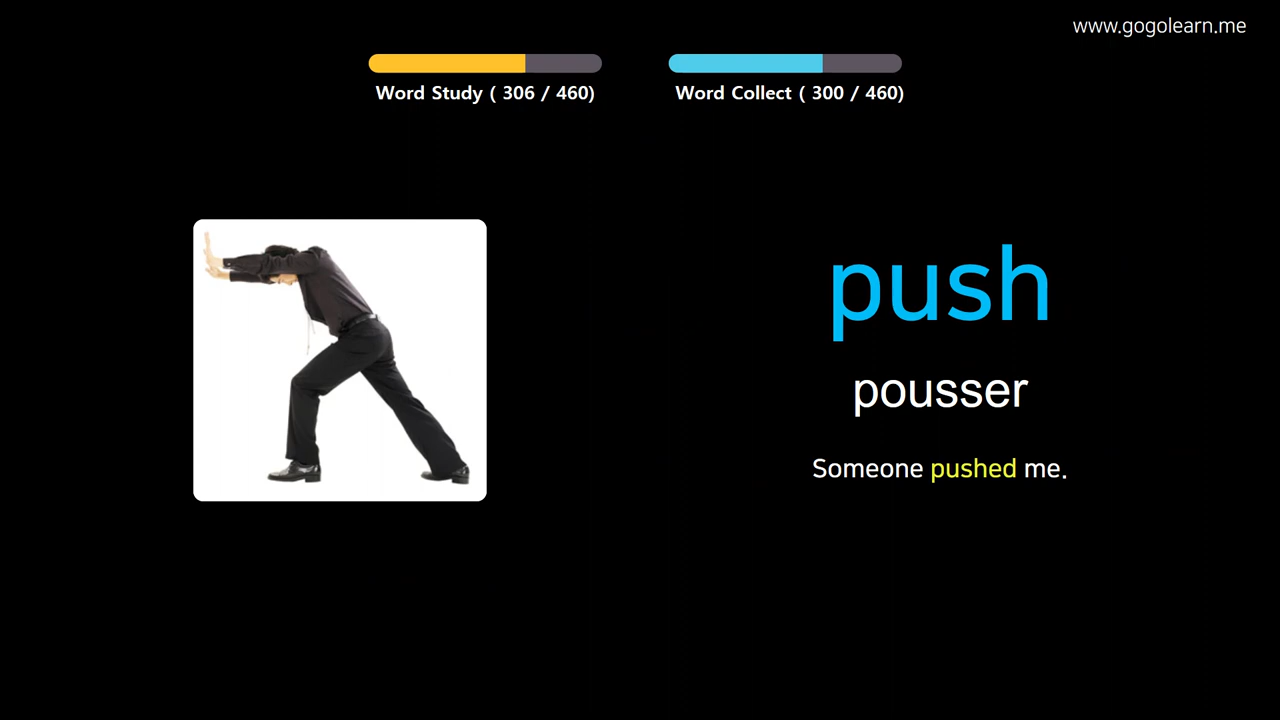 www.gogolearn.me
Word Study ( 306 / 460)
Word Collect ( 300 / 460)
push
pousser
Someone pushed me.